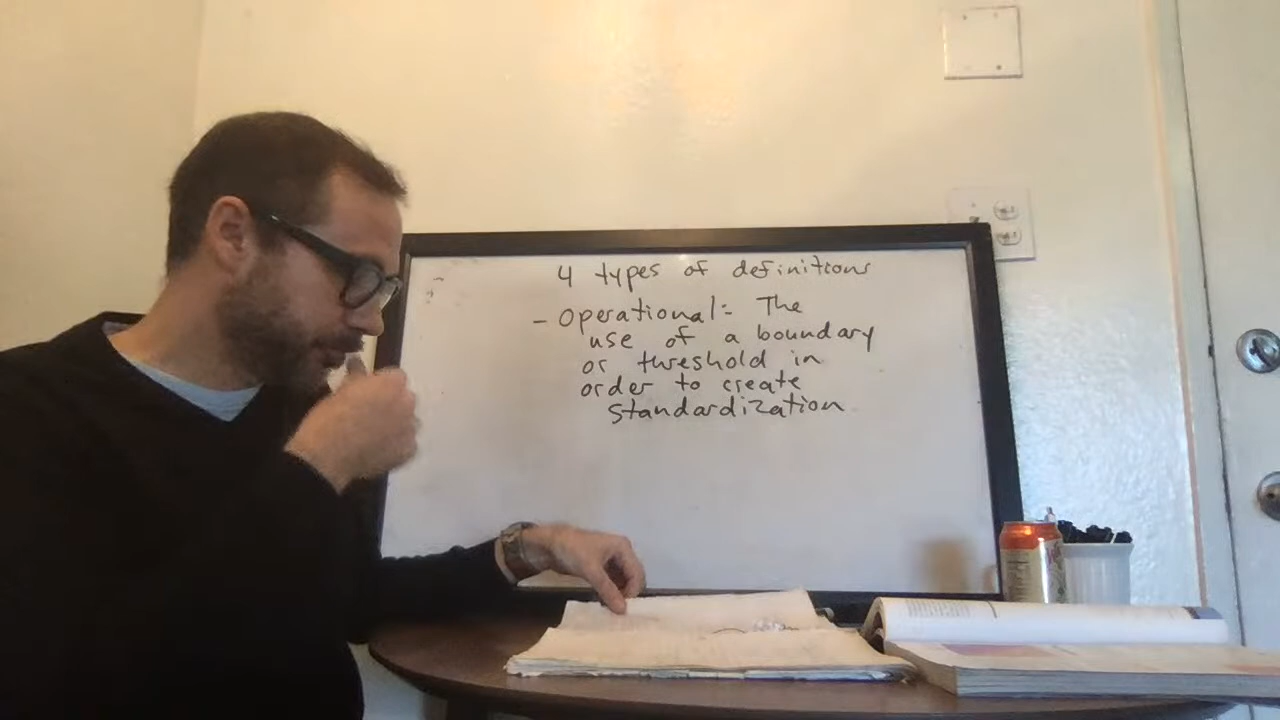 4 types of definitions
- Operational:- The
use of a boundary
or threshold in
order to create
standardization